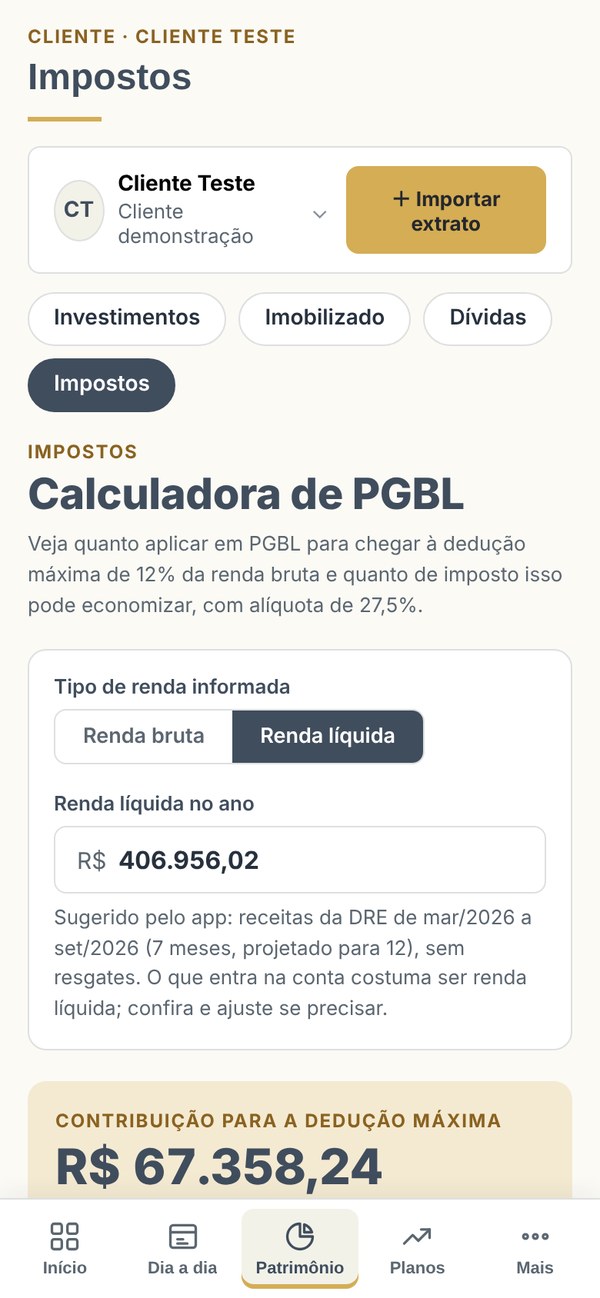 CLIENTE · CLIENTE TESTE
Impostos
CT
Cliente Teste
Cliente
demonstração
+ Importar
extrato
Investimentos
Imobilizado
Dívidas
Impostos
IMPOSTOS
Calculadora de PGBL
Veja quanto aplicar em PGBL para chegar à dedução
máxima de 12% da renda bruta e quanto de imposto isso
pode economizar, com alíquota de 27,5%.
Tipo de renda informada
Renda bruta
Renda líquida
Renda líquida no ano
R$ 406.956,02
Sugerido pelo app: receitas da DRE de mar/2026 a
set/2026 (7 meses, projetado para 12), sem
resgates. O que entra na conta costuma ser renda
líquida; confira e ajuste se precisar.
CONTRIBUIÇÃO PARA A DEDUÇÃO MÁXIMA
R$ 67.358,24
Início
Dia a dia
Patrimônio
Planos
Mais